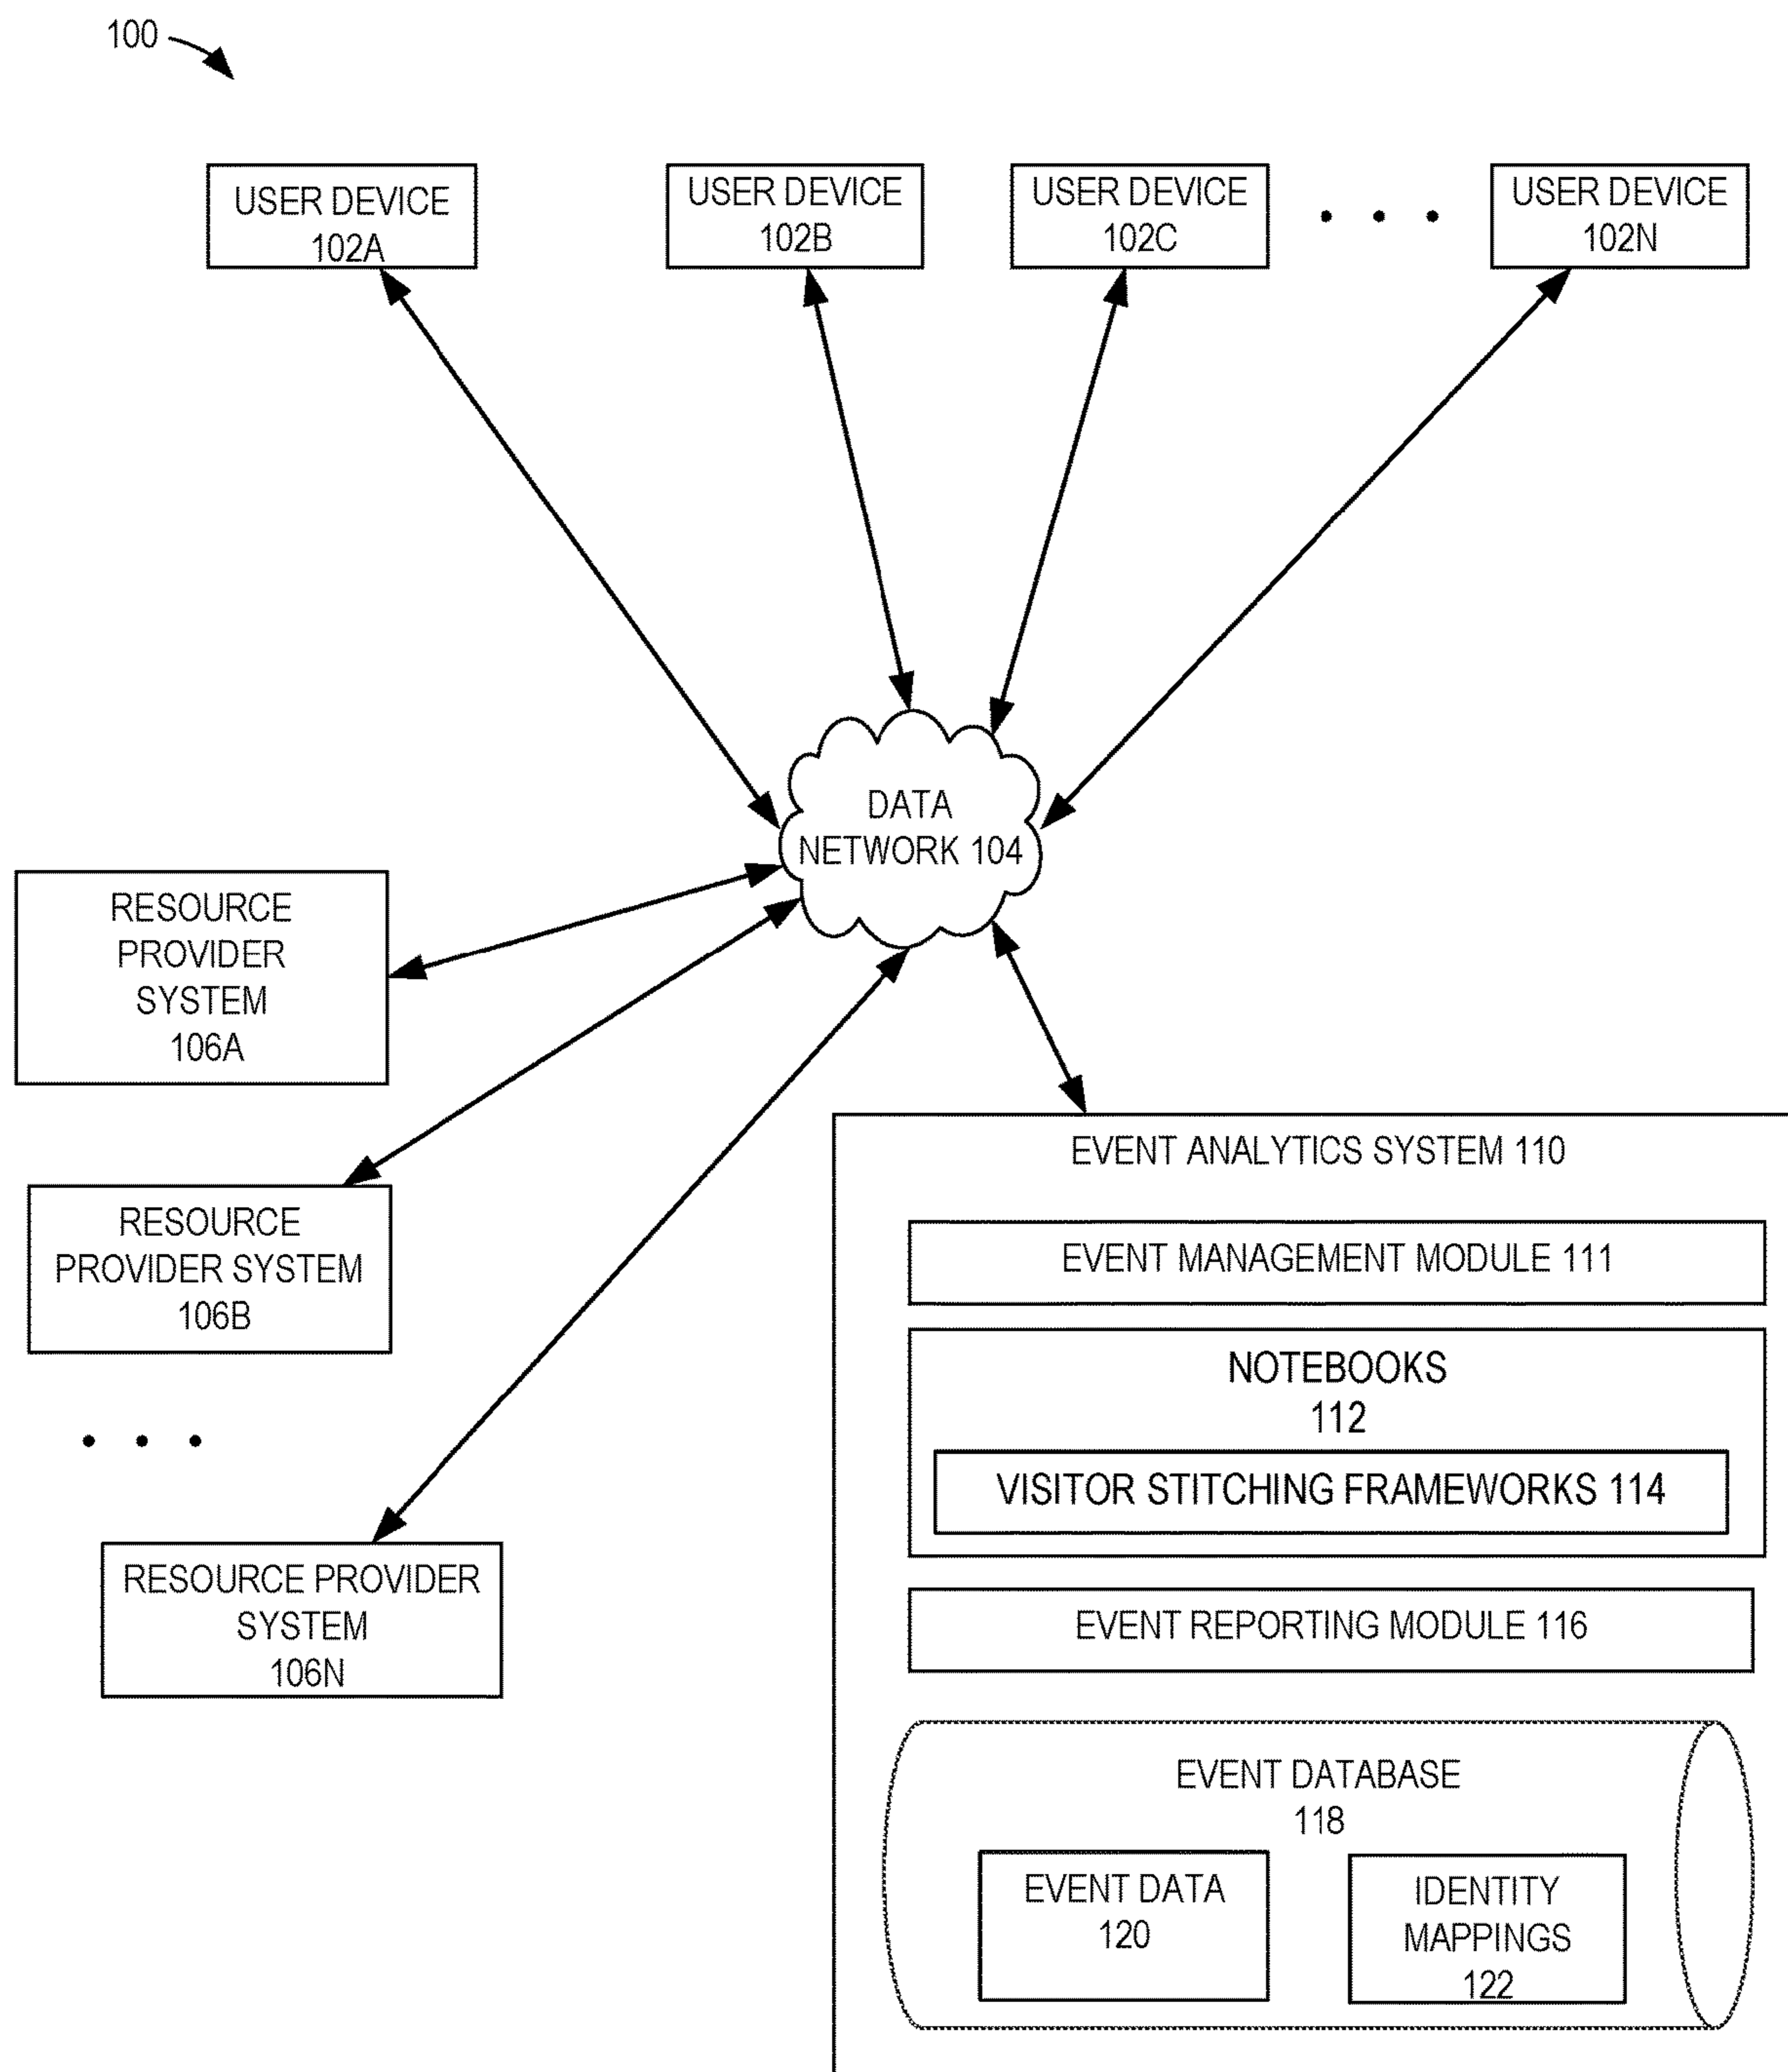 100
USER DEVICE
102A
USER DEVICE
102B
USER DEVICE
102C
USER DEVICE
102N
DATA
NETWORK 104
RESOURCE
PROVIDER
SYSTEM
106A
RESOURCE
PROVIDER SYSTEM
106B
RESOURCE PROVIDER
SYSTEM
106N
EVENT ANALYTICS SYSTEM 110
EVENT MANAGEMENT MODULE 111
NOTEBOOKS
112
VISITOR STITCHING FRAMEWORKS 114
EVENT REPORTING MODULE 116
EVENT DATABASE
118
EVENT DATA
120
IDENTITY
MAPPINGS
122